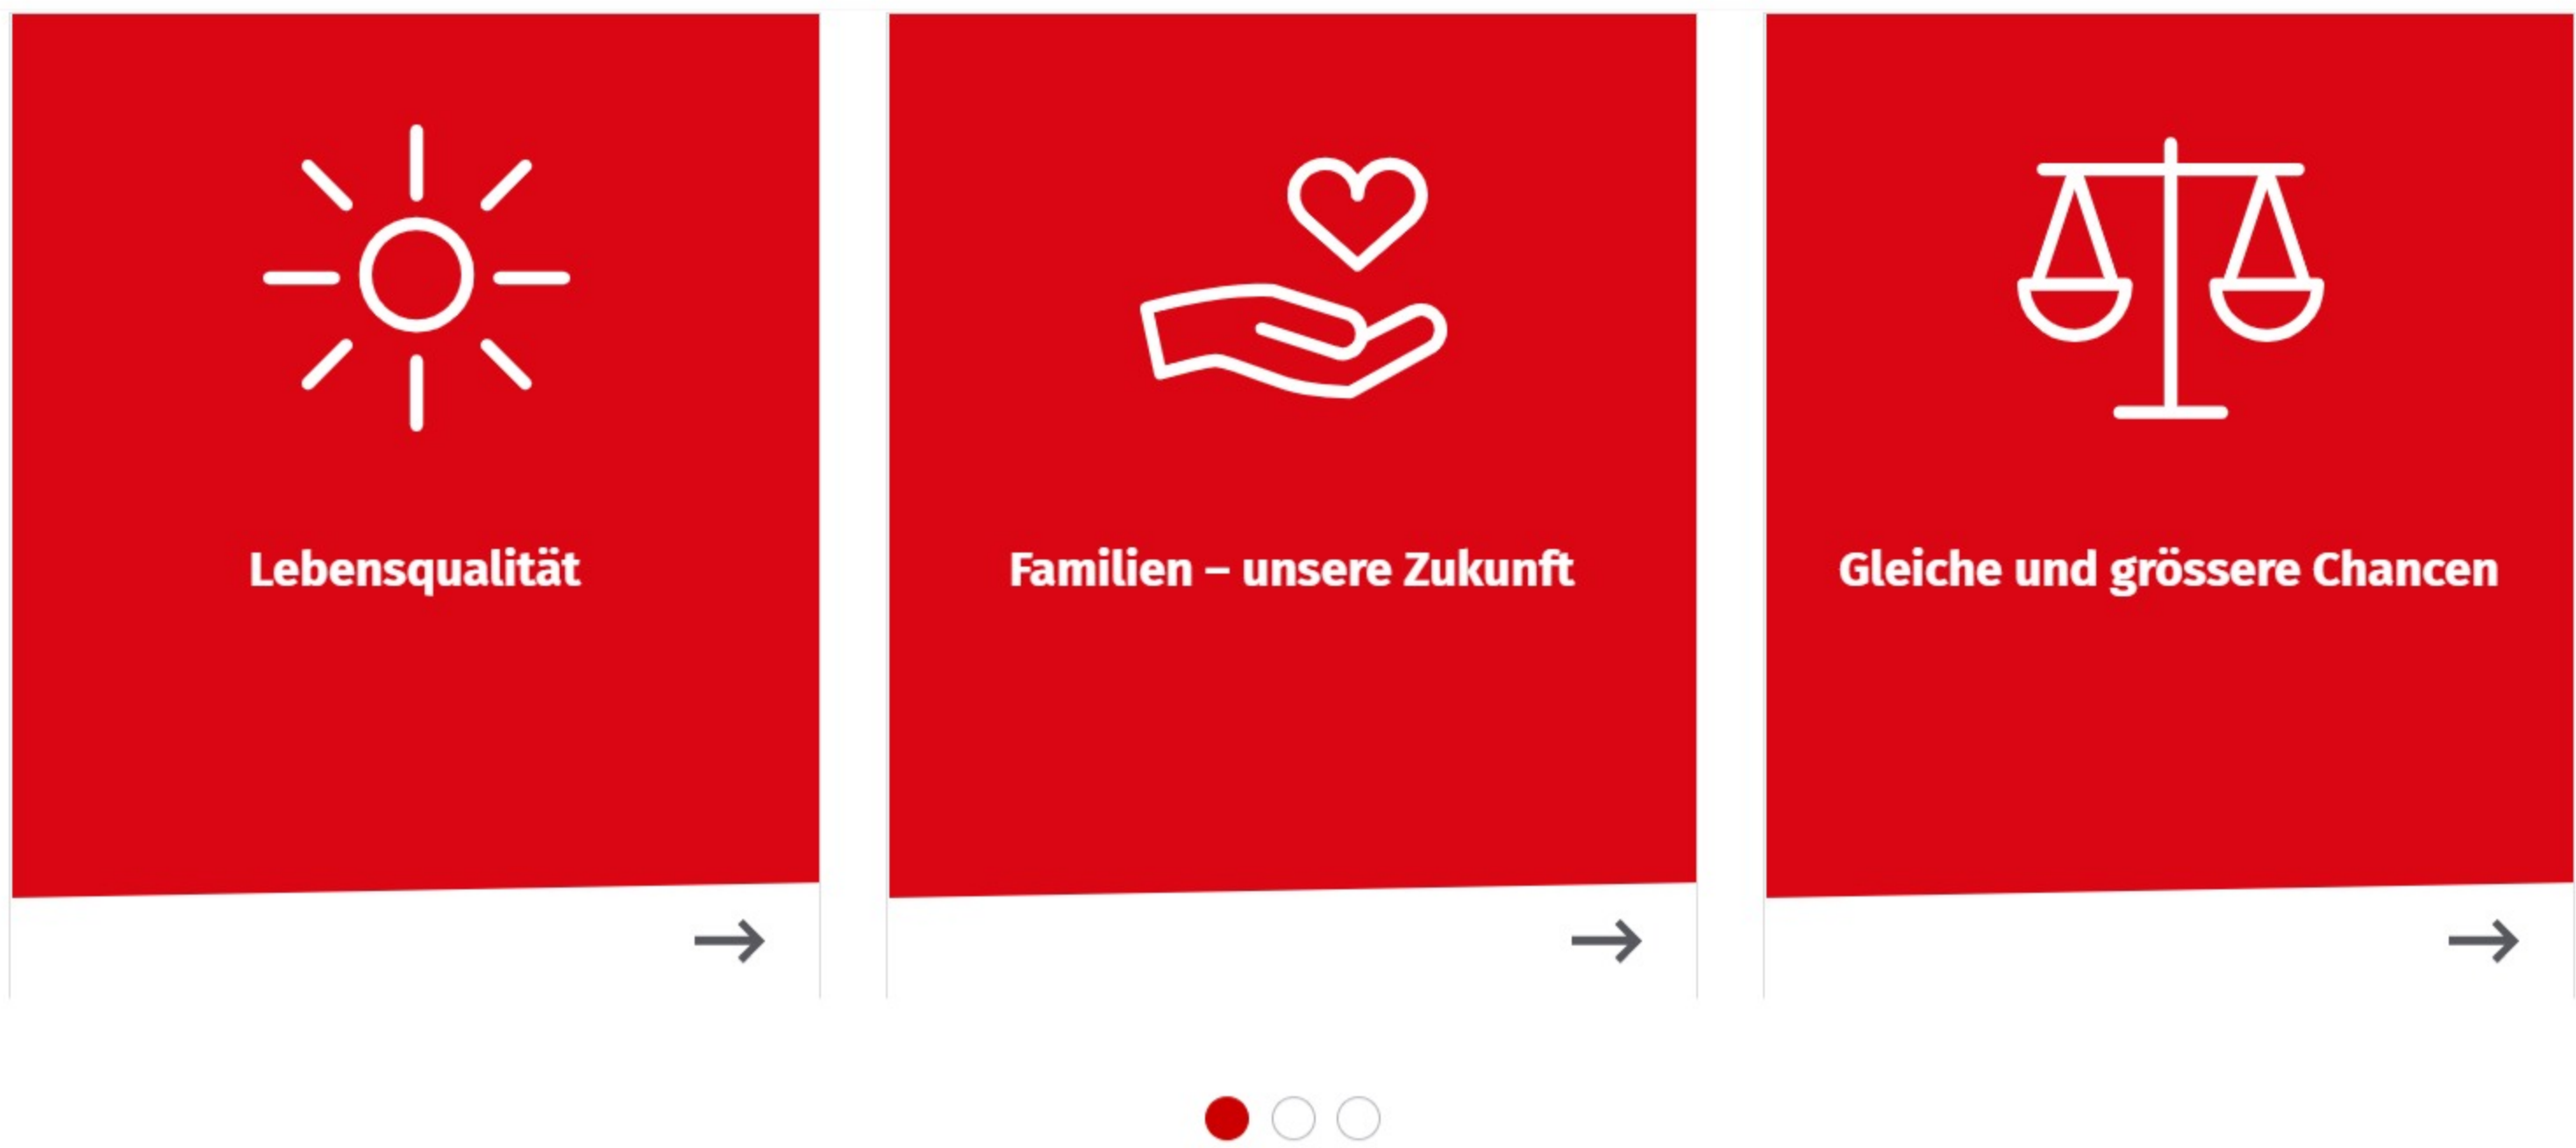 Lebensqualität
Familien – unsere Zukunft
Gleiche und grössere Chancen